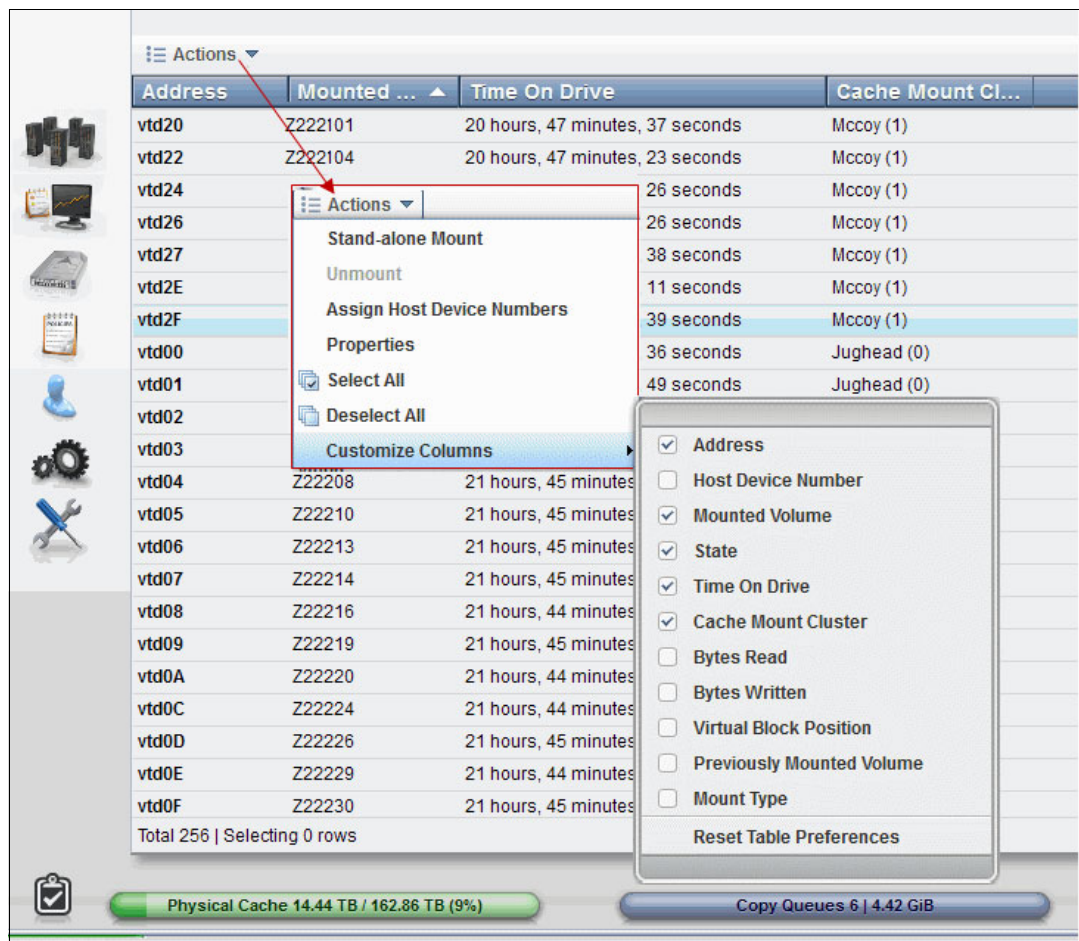 Actions
Address Mounted ... Time On Drive Cache Mount Cl...
vtd20 Z222101 20 hours, 47 minutes, 37 seconds Mccoy (1)
vtd22 Z222104 20 hours, 47 minutes, 23 seconds Mccoy (1)
vtd24 26 seconds Mccoy (1)
vtd26 26 seconds Mccoy (1)
vtd27 38 seconds Mccoy (1)
vtd2E 11 seconds Mccoy (1)
vtd2F 39 seconds Mccoy (1)
vtd00 36 seconds Jughead (0)
vtd01 49 seconds Jughead (0)
vtd02
vtd03
vtd04 Z22208 21 hours, 45 minutes
vtd05 Z22210 21 hours, 45 minutes
vtd06 Z22213 21 hours, 45 minutes
vtd07 Z22214 21 hours, 45 minutes
vtd08 Z22216 21 hours, 44 minutes
vtd09 Z22219 21 hours, 45 minutes
vtd0A Z22220 21 hours, 44 minutes
vtd0C Z22224 21 hours, 44 minutes
vtd0D Z22226 21 hours, 45 minutes
vtd0E Z22229 21 hours, 44 minutes
vtd0F Z22230 21 hours, 45 minutes
Total 256 | Selecting 0 rows
Actions
Stand-alone Mount
Unmount
Assign Host Device Numbers
Properties
Select All
Deselect All
Customize Columns
Address
Host Device Number
Mounted Volume
State
Time On Drive
Cache Mount Cluster
Bytes Read
Bytes Written
Virtual Block Position
Previously Mounted Volume
Mount Type
Reset Table Preferences
Physical Cache 14.44 TB / 162.86 TB (9%)
Copy Queues 6 | 4.42 GiB